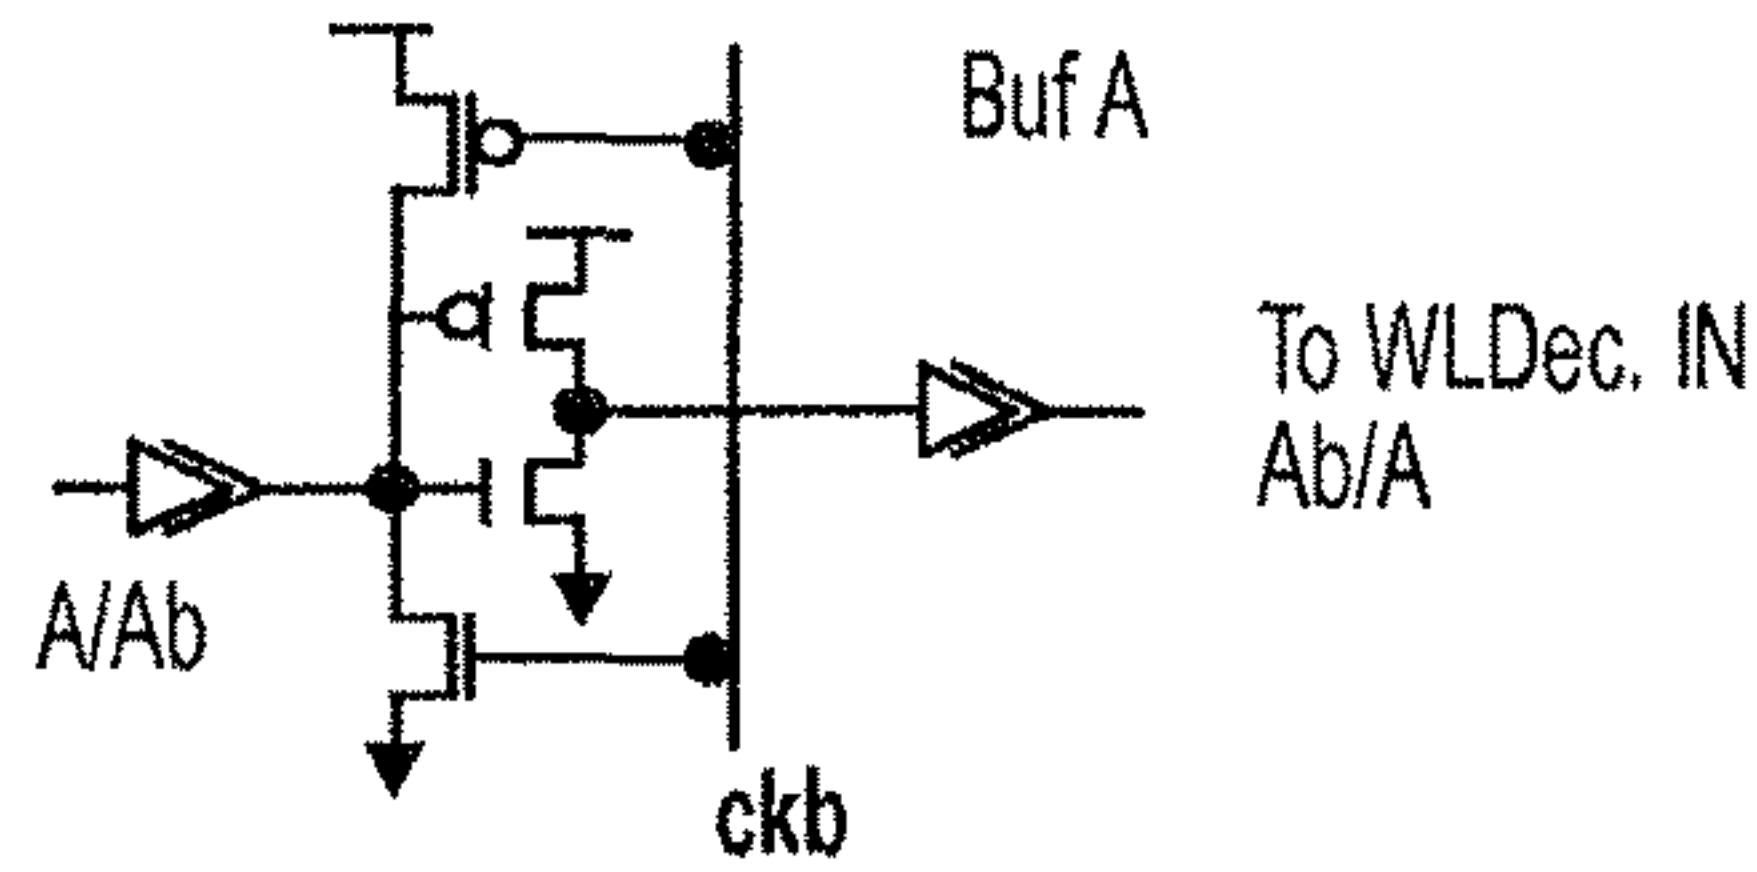 Buf A
To WLDec. IN
Ab/A
A/Ab
ckb